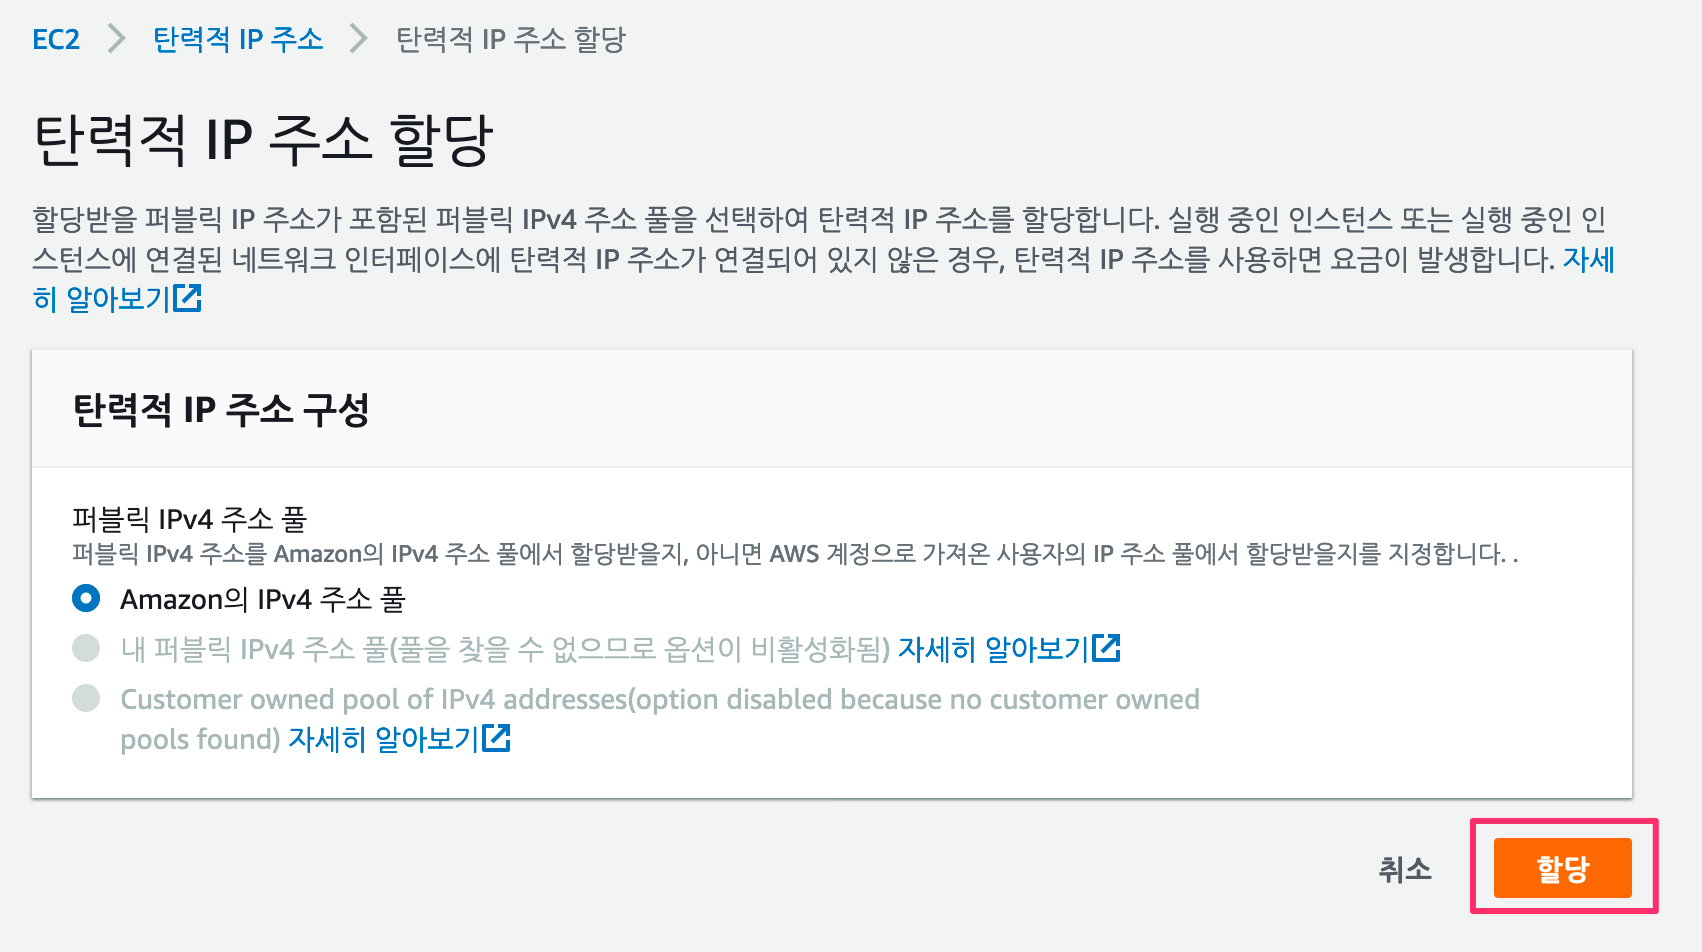 EC2 > 탄력적 IP 주소 > 탄력적 IP 주소 할당
탄력적 IP 주소 할당
할당받을 퍼블릭 IP 주소가 포함된 퍼블릭 IPv4 주소 풀을 선택하여 탄력적 IP 주소를 할당합니다. 실행 중인 인스턴스 또는 실행 중인 인
스턴스에 연결된 네트워크 인터페이스에 탄력적 IP 주소가 연결되어 있지 않은 경우, 탄력적 IP 주소를 사용하면 요금이 발생합니다. 자세
히 알아보기
탄력적 IP 주소 구성
퍼블릭 IPv4 주소 풀
퍼블릭 IPv4 주소를 Amazon의 IPv4 주소 풀에서 할당받을지, 아니면 AWS 계정으로 가져온 사용자의 IP 주소 풀에서 할당받을지를 지정합니다. .
Amazon의 IPv4 주소 풀
내 퍼블릭 IPv4 주소 풀(풀을 찾을 수 없으므로 옵션이 비활성화됨) 자세히 알아보기
Customer owned pool of IPv4 addresses(option disabled because no customer owned
pools found) 자세히 알아보기
취소 할당